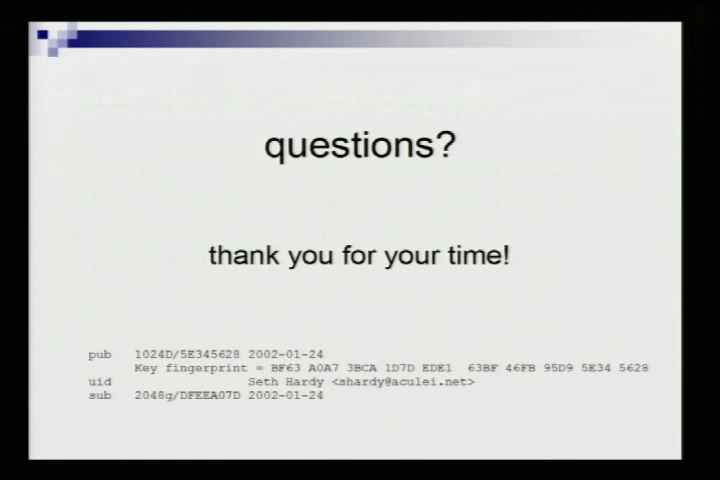 questions?
thank you for your time!
pub 1024D/5E345628 2002-01-24
Key fingerprint = BF63 A0A7 3BCA 1D7D EDE1 63BF 46FB 95D9 5E34 5628
uid Seth Hardy <shardy@aculei.net>
sub 2048g/DFEEA07D 2002-01-24